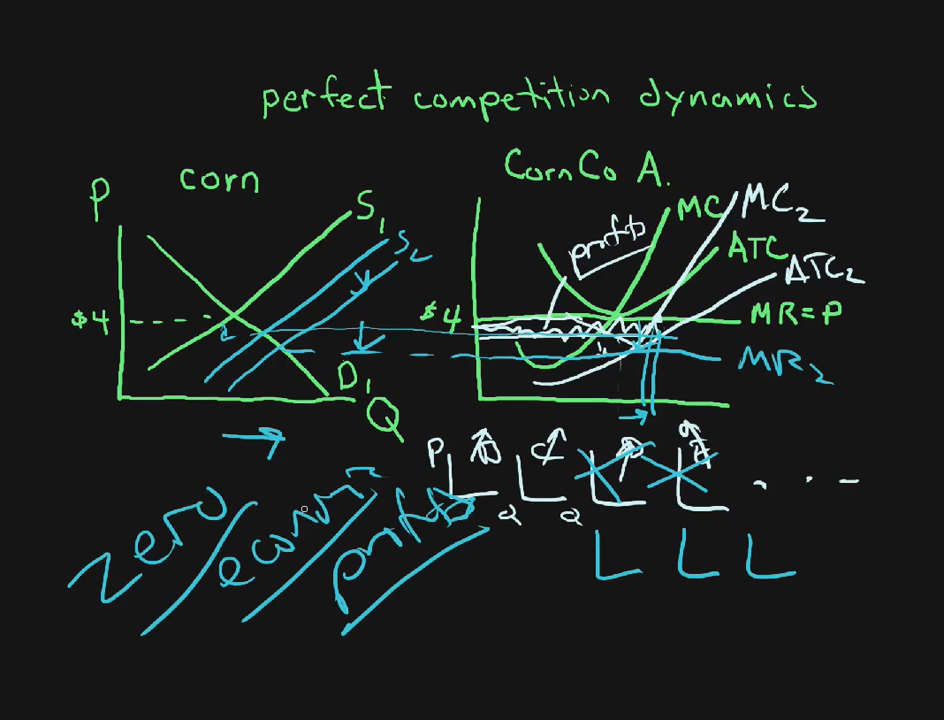 perfect competition dynamics
corn
CornCo A.
P
S₁
S₂
$4
D₁
Q
profits
MC
MC₂
ATC
ATC₂
$4
MR = P
MR₂
P
Q
Q
. . .
zero
econ
profits